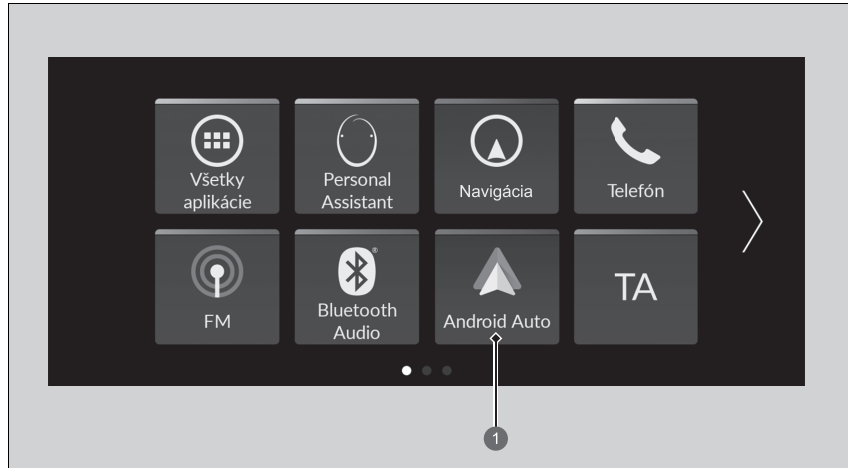 Všetky
aplikácie
Personal
Assistant
Navigácia
Telefón
FM
Bluetooth®
Audio
Android Auto
TA
1